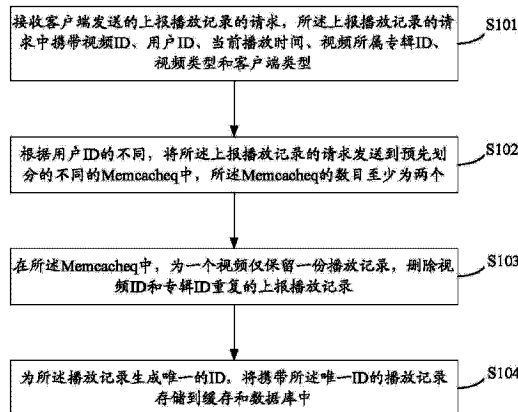 接收客户端发送的上报播放记录的请求，所述上报播放记录的请
求中携带视频ID、用户ID、当前播放时间、视频所属专辑ID、
视频类型和客户端类型
S101
根据用户ID的不同，将所述上报播放记录的请求发送到预先划
分的不同的Memcacheq中，所述Memcacheq的数目至少为两个
S102
在所述Memcacheq中，为一个视频仅保留一份播放记录，删除视
频ID和专辑ID重复的上报播放记录
S103
为所述播放记录生成唯一的ID，将携带所述唯一ID的播放记录
存储到缓存和数据库中
S104